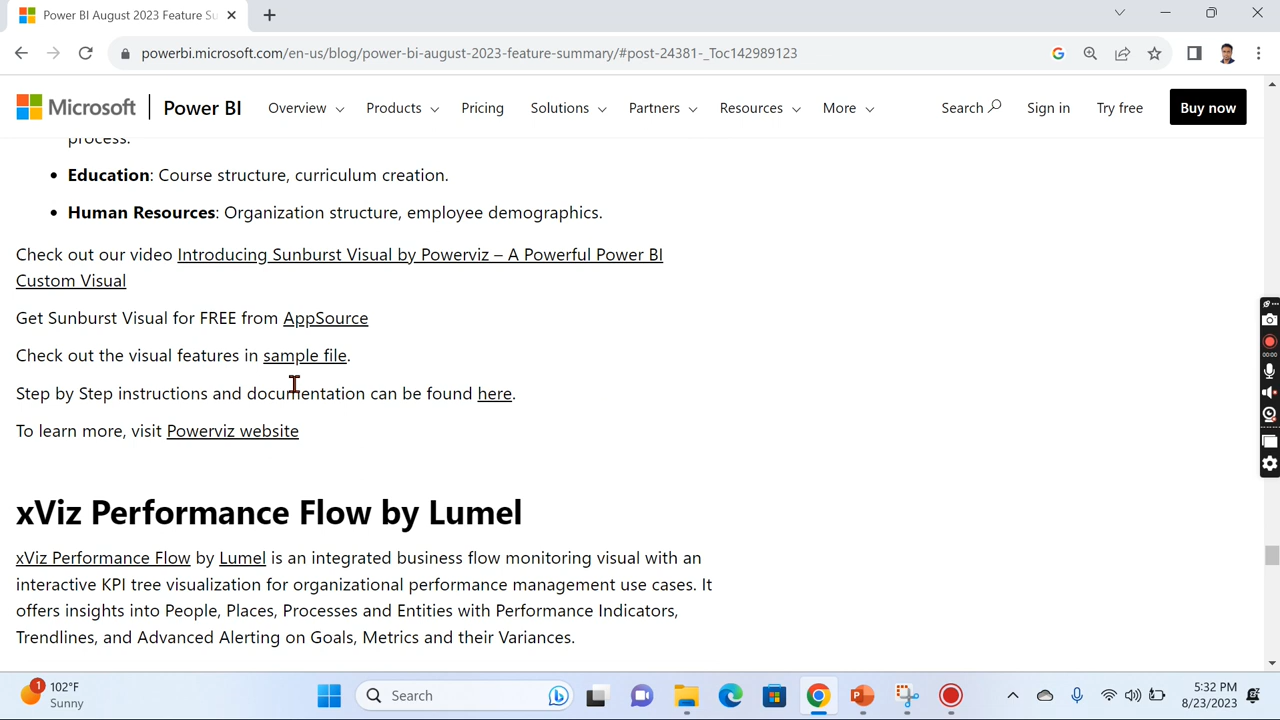 Power BI August 2023 Feature Su
powerbi.microsoft.com/en-us/blog/power-bi-august-2023-feature-summary/#post-24381-_Toc142989123
Microsoft Power BI Overview Products Pricing Solutions Partners Resources More Search Sign in Try free Buy now
process.
• Education: Course structure, curriculum creation.
• Human Resources: Organization structure, employee demographics.
Check out our video Introducing Sunburst Visual by Powerviz – A Powerful Power BI
Custom Visual
Get Sunburst Visual for FREE from AppSource
Check out the visual features in sample file.
Step by Step instructions and documentation can be found here.
To learn more, visit Powerviz website
xViz Performance Flow by Lumel
xViz Performance Flow by Lumel is an integrated business flow monitoring visual with an
interactive KPI tree visualization for organizational performance management use cases. It
offers insights into People, Places, Processes and Entities with Performance Indicators,
Trendlines, and Advanced Alerting on Goals, Metrics and their Variances.
00:00
1
102°F
Sunny
Search
5:32 PM
8/23/2023